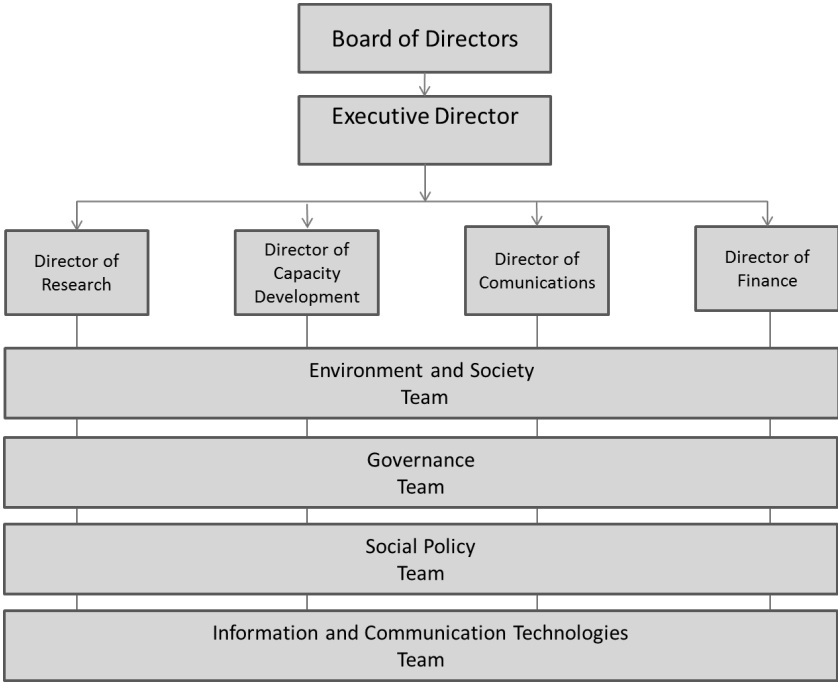 Board of Directors
Executive Director
Director of
Research
Director of
Capacity
Development
Director of
Comunications
Director of
Finance
Environment and Society
Team
Governance
Team
Social Policy
Team
Information and Communication Technologies
Team